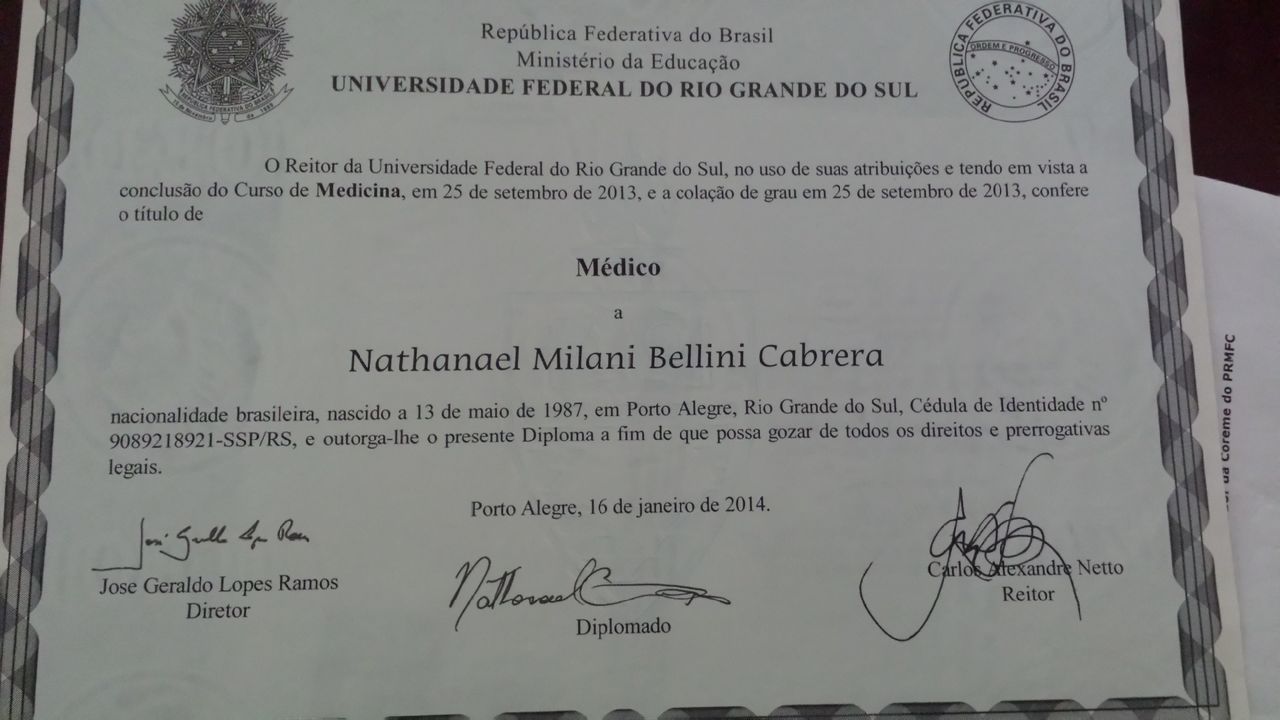 República Federativa do Brasil
Ministério da Educação
UNIVERSIDADE FEDERAL DO RIO GRANDE DO SUL
REPÚBLICA FEDERATIVA DO BRASIL
ORDEM E PROGRESSO
O Reitor da Universidade Federal do Rio Grande do Sul, no uso de suas atribuições e tendo em vista a
conclusão do Curso de Medicina, em 25 de setembro de 2013, e a colação de grau em 25 de setembro de 2013, confere
o título de
Médico
a
Nathanael Milani Bellini Cabrera
nacionalidade brasileira, nascido a 13 de maio de 1987, em Porto Alegre, Rio Grande do Sul, Cédula de Identidade nº
9089218921-SSP/RS, e outorga-lhe o presente Diploma a fim de que possa gozar de todos os direitos e prerrogativas
legais.
Porto Alegre, 16 de janeiro de 2014.
Jose Geraldo Lopes Ramos
Diretor
Nathanael
Diplomado
Carlos Alexandre Netto
Reitor
da Coreme do PRMFC